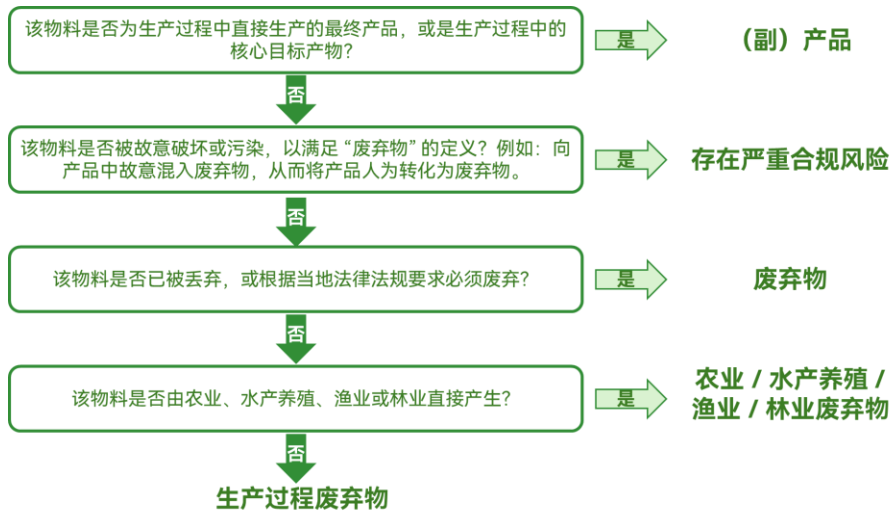 该物料是否为生产过程中直接生产的最终产品，或是生产过程中的
核心目标产物？
是
（副）产品
否
该物料是否被故意破坏或污染，以满足“废弃物”的定义？例如：向
产品中故意混入废弃物，从而将产品人为转化为废弃物。
是
存在严重合规风险
否
该物料是否已被丢弃，或根据当地法律法规要求必须废弃？
是
废弃物
否
该物料是否由农业、水产养殖、渔业或林业直接产生？
是
农业 / 水产养殖 /
渔业 / 林业废弃物
否
生产过程废弃物